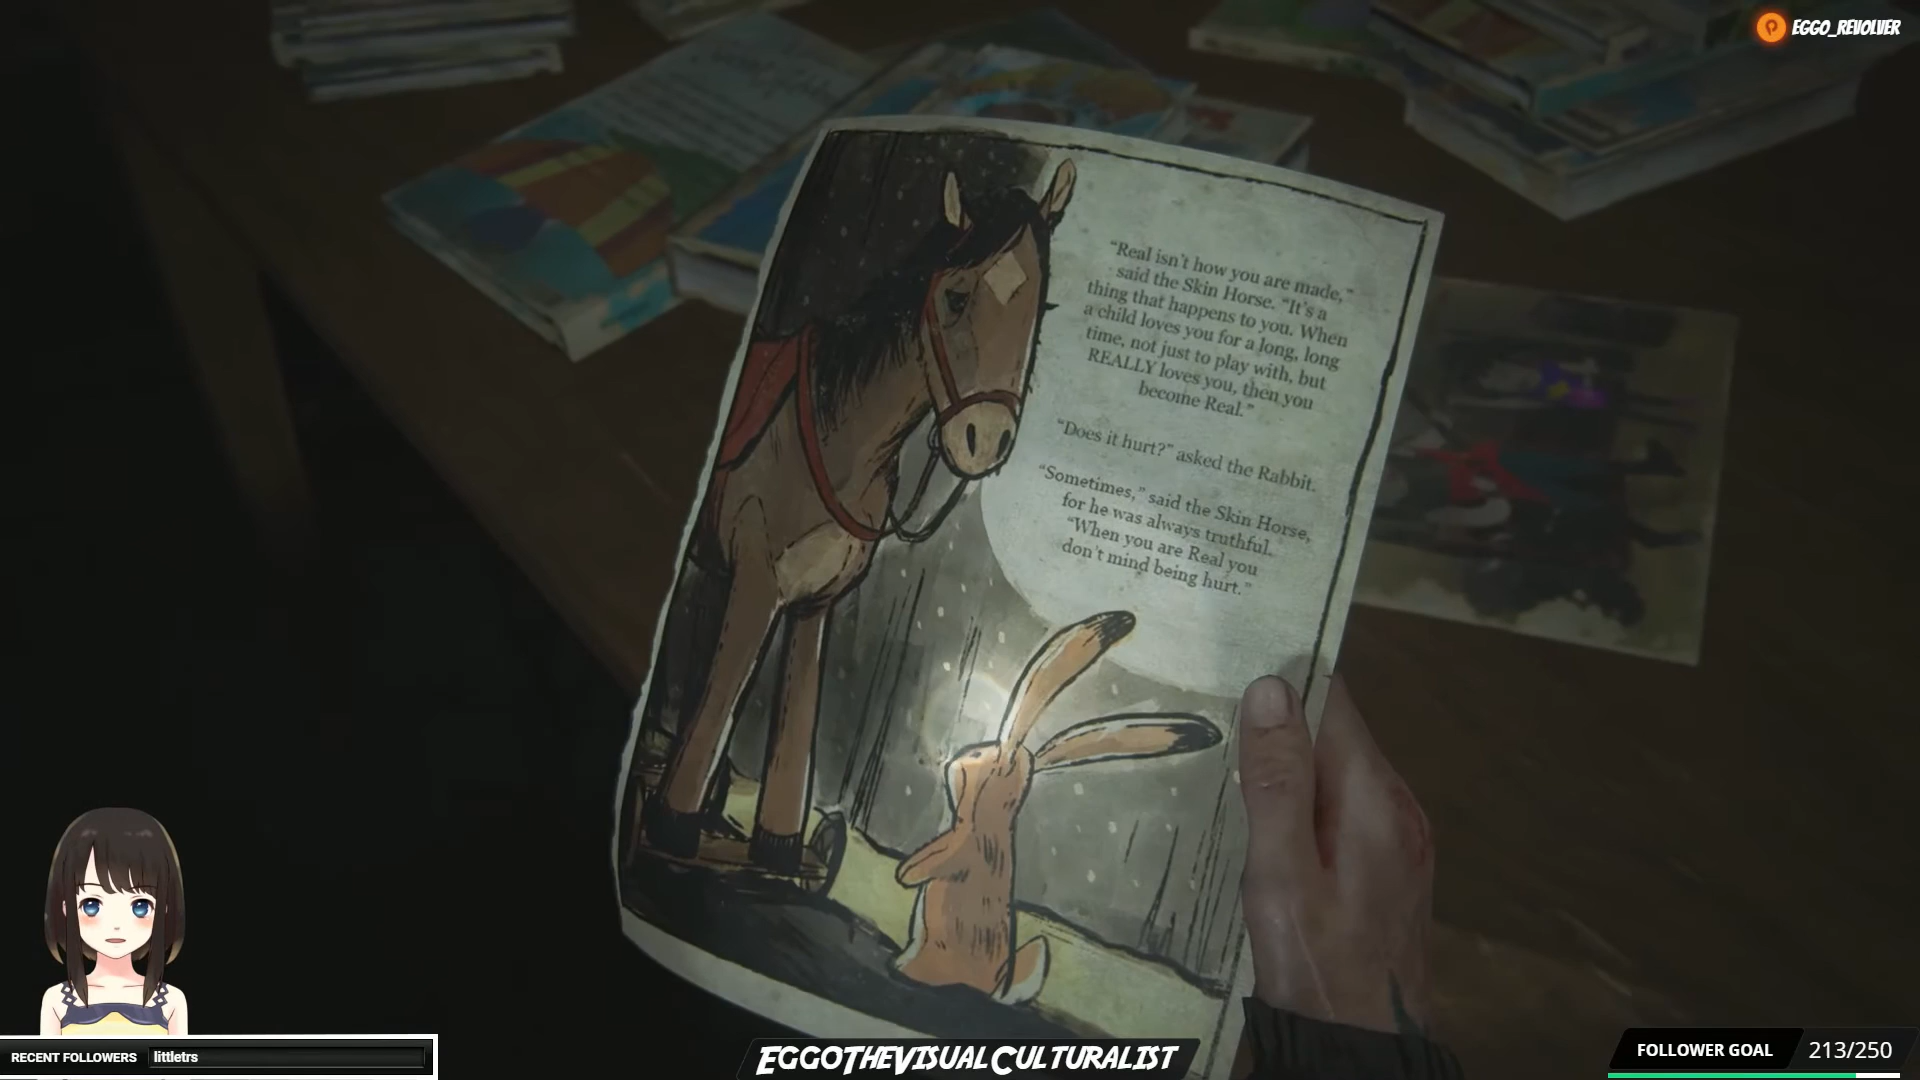 EGGO_REVOLVER
“Real isn’t how you are made,”
said the Skin Horse. “It’s a
thing that happens to you. When
a child loves you for a long, long
time, not just to play with, but
REALLY loves you, then you
become Real.”
“Does it hurt?” asked the Rabbit.
“Sometimes,” said the Skin Horse,
for he was always truthful.
“When you are Real you
don’t mind being hurt.”
RECENT FOLLOWERS littletrs
EGGOTHEVISUALCULTURALIST
FOLLOWER GOAL 213/250